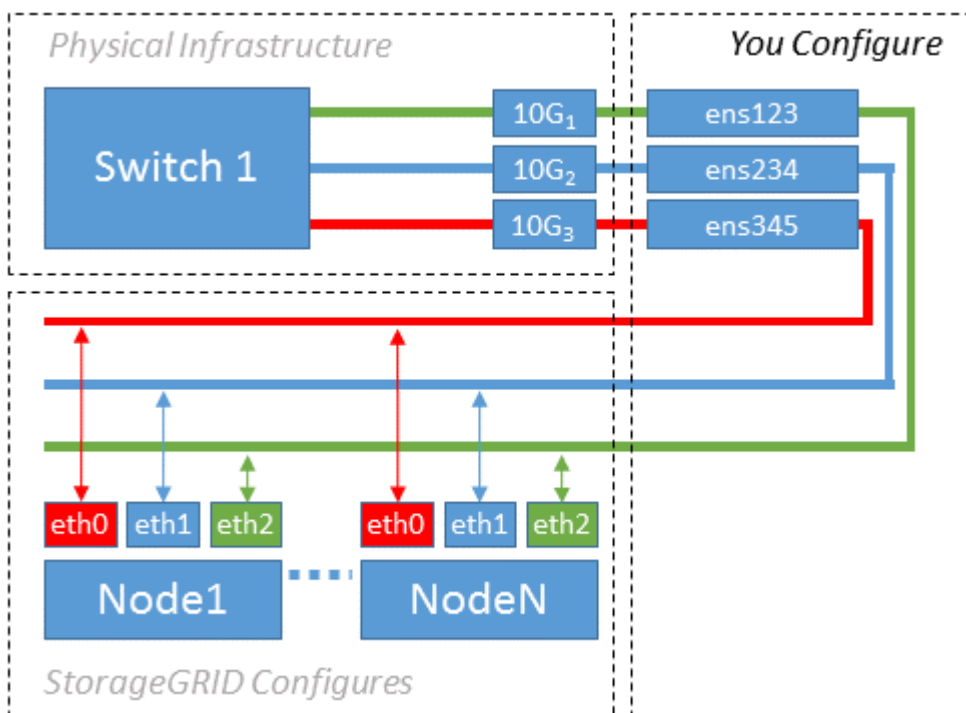 Physical Infrastructure
You Configure
Switch 1
10G₁
ens123
10G₂
ens234
10G₃
ens345
eth0
eth1
eth2
eth0
eth1
eth2
Node1
NodeN
StorageGRID Configures